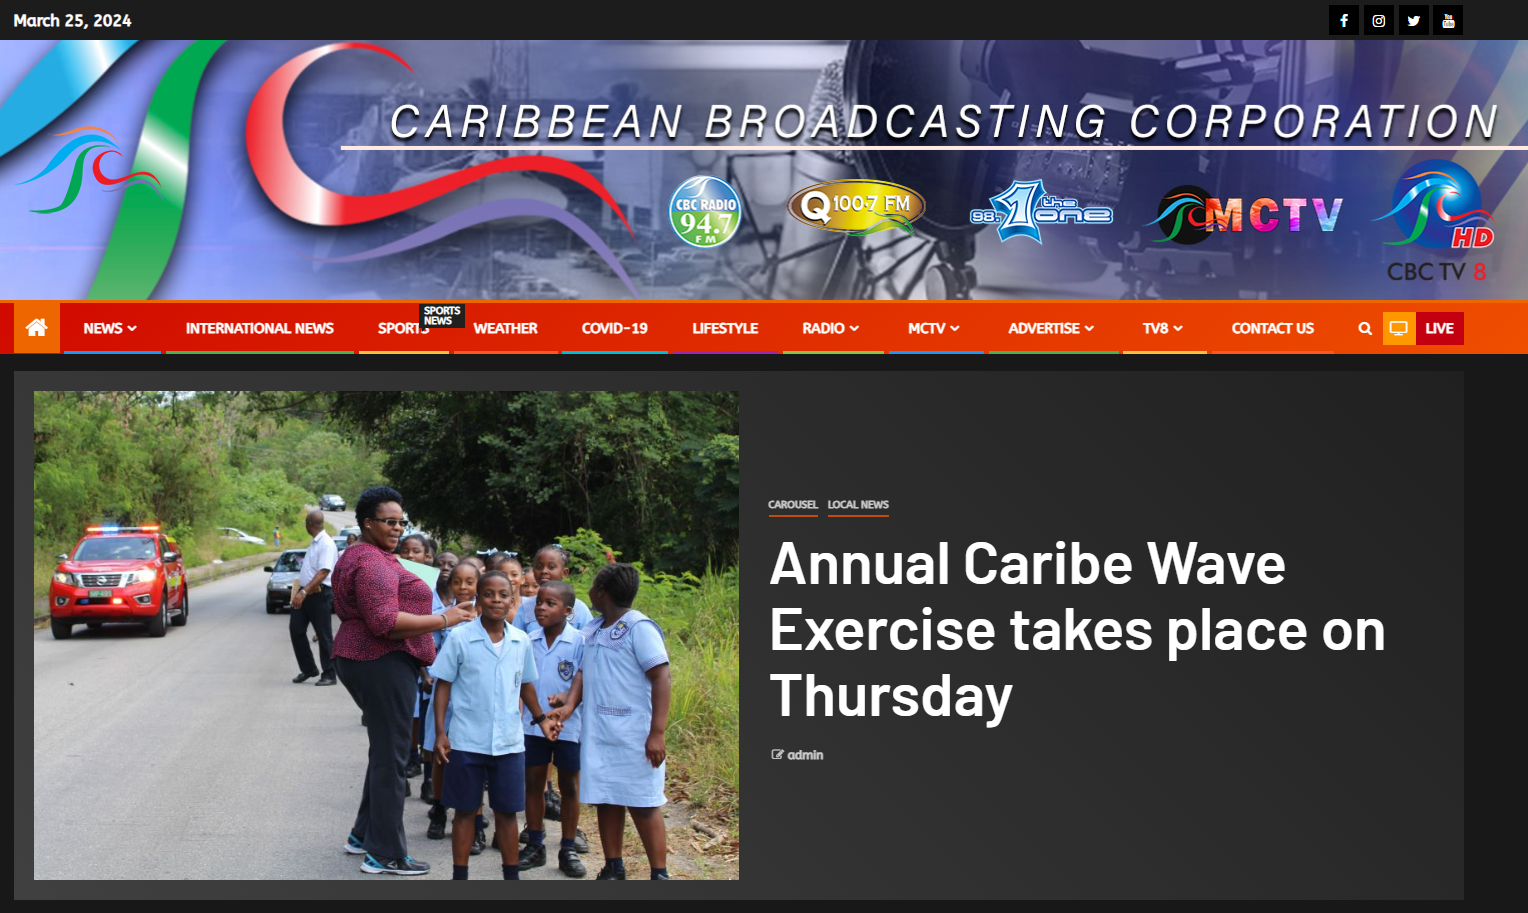 March 25, 2024
CARIBBEAN BROADCASTING CORPORATION
CBC RADIO
94.7
FM
Q 100.7 FM
98.1 the one
MCTV
HD
CBC TV 8
SPORTS
NEWS
NEWS
INTERNATIONAL NEWS
SPORTS
WEATHER
COVID-19
LIFESTYLE
RADIO
MCTV
ADVERTISE
TV8
CONTACT US
LIVE
CAROUSEL
LOCAL NEWS
Annual Caribe Wave
Exercise takes place on
Thursday
admin